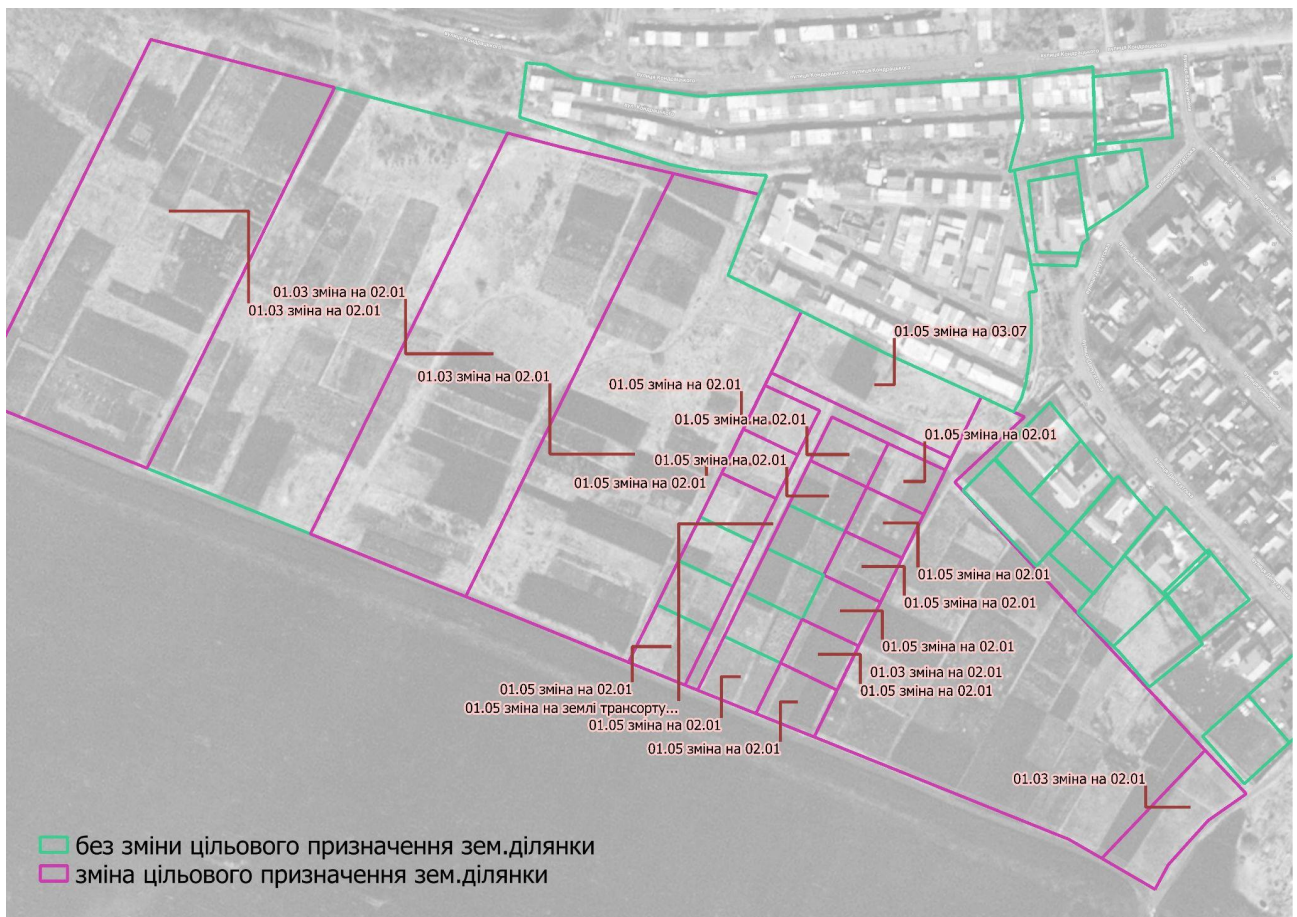 01.03 зміна на 02.01
01.03 зміна на 02.01
01.05 зміна на 03.07
01.03 зміна на 02.01
01.05 зміна на 02.01
01.05 зміна на 02.01
01.05 зміна на 02.01
01.05 зміна на 02.01
01.05 зміна на 02.01
01.05 зміна на 02.01
01.05 зміна на 02.01
01.05 зміна на 02.01
01.03 зміна на 02.01
01.05 зміна на 02.01
01.05 зміна на 02.01
01.05 зміна на землі трансорту...
01.05 зміна на 02.01
01.05 зміна на 02.01
01.03 зміна на 02.01
без зміни цільового призначення зем.ділянки
зміна цільового призначення зем.ділянки